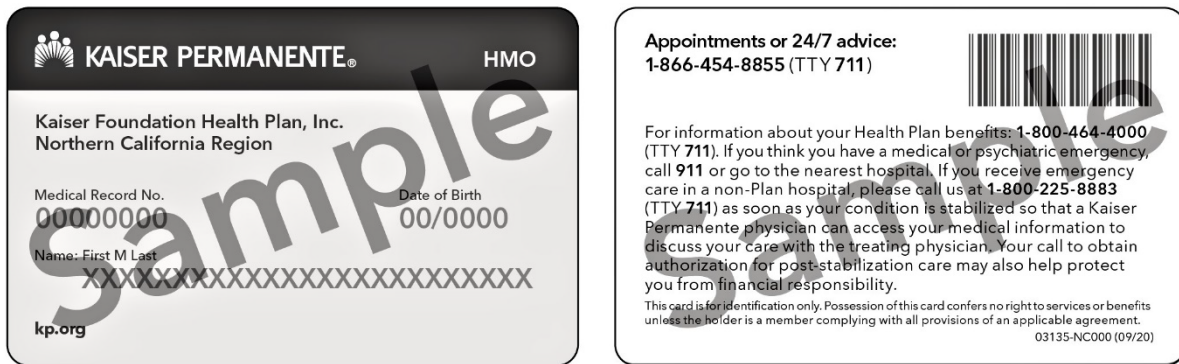 KAISER PERMANENTE®
HMO
Kaiser Foundation Health Plan, Inc.
Northern California Region
Medical Record No.
Date of Birth
00000000
00/0000
Name: First M Last
XXXXXXXXXXXXXXXXXXXXXXXXXXXX
kp.org
Sample
Appointments or 24/7 advice:
1-866-454-8855 (TTY 711)
For information about your Health Plan benefits: 1-800-464-4000
(TTY 711). If you think you have a medical or psychiatric emergency,
call 911 or go to the nearest hospital. If you receive emergency
care in a non-Plan hospital, please call us at 1-800-225-8883
(TTY 711) as soon as your condition is stabilized so that a Kaiser
Permanente physician can access your medical information to
discuss your care with the treating physician. Your call to obtain
authorization for post-stabilization care may also help protect
you from financial responsibility.
This card is for identification only. Possession of this card confers no right to services or benefits
unless the holder is a member complying with all provisions of an applicable agreement.
03135-NC000 (09/20)
Sample